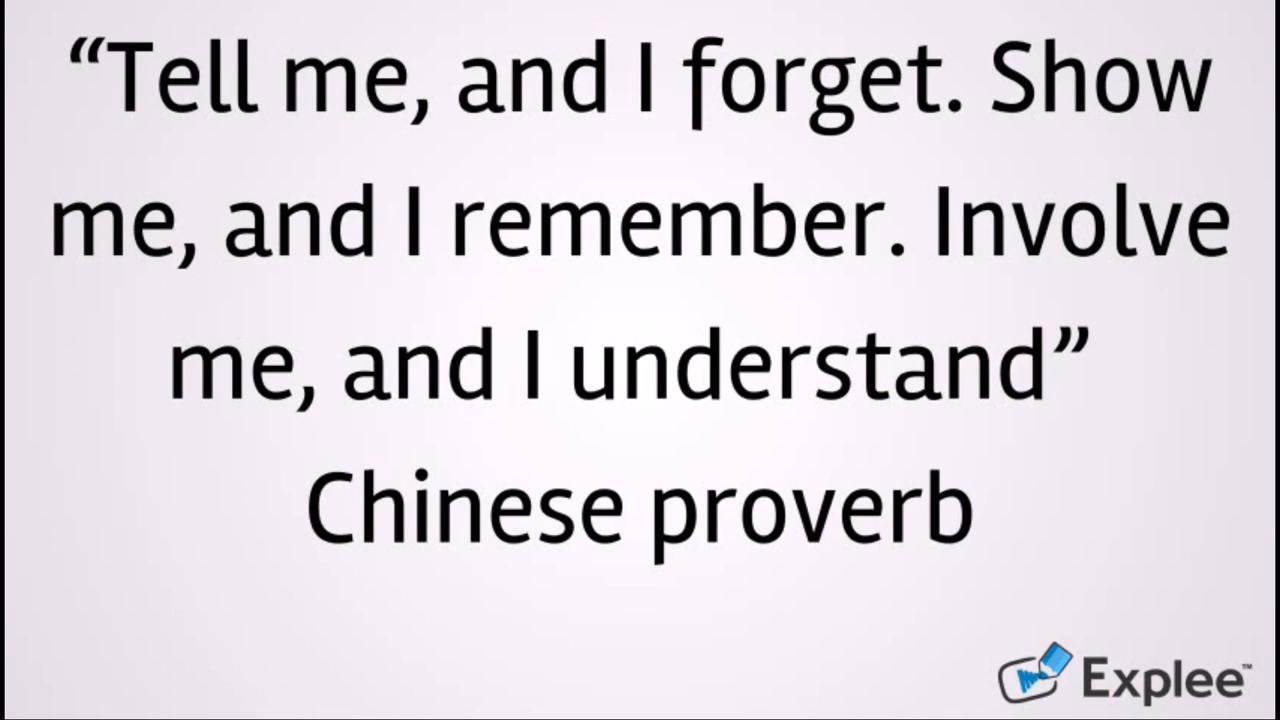 “Tell me, and I forget. Show
me, and I remember. Involve
me, and I understand”
Chinese proverb
Explee™